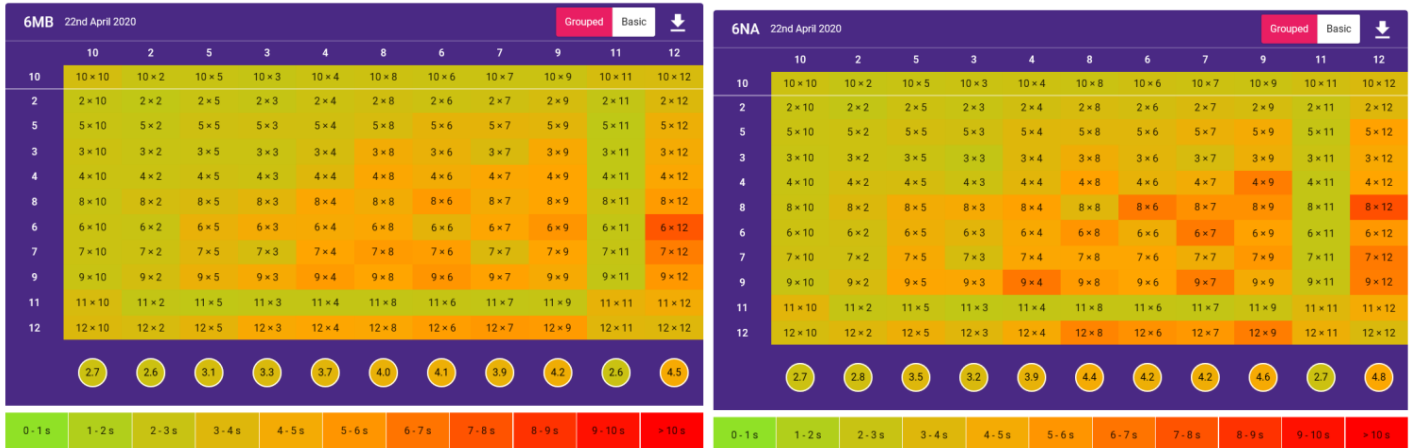 6MB 22nd April 2020 Grouped Basic
10 2 5 3 4 8 6 7 9 11 12
10 10 × 10 10 × 2 10 × 5 10 × 3 10 × 4 10 × 8 10 × 6 10 × 7 10 × 9 10 × 11 10 × 12
2 2 × 10 2 × 2 2 × 5 2 × 3 2 × 4 2 × 8 2 × 6 2 × 7 2 × 9 2 × 11 2 × 12
5 5 × 10 5 × 2 5 × 5 5 × 3 5 × 4 5 × 8 5 × 6 5 × 7 5 × 9 5 × 11 5 × 12
3 3 × 10 3 × 2 3 × 5 3 × 3 3 × 4 3 × 8 3 × 6 3 × 7 3 × 9 3 × 11 3 × 12
4 4 × 10 4 × 2 4 × 5 4 × 3 4 × 4 4 × 8 4 × 6 4 × 7 4 × 9 4 × 11 4 × 12
8 8 × 10 8 × 2 8 × 5 8 × 3 8 × 4 8 × 8 8 × 6 8 × 7 8 × 9 8 × 11 8 × 12
6 6 × 10 6 × 2 6 × 5 6 × 3 6 × 4 6 × 8 6 × 6 6 × 7 6 × 9 6 × 11 6 × 12
7 7 × 10 7 × 2 7 × 5 7 × 3 7 × 4 7 × 8 7 × 6 7 × 7 7 × 9 7 × 11 7 × 12
9 9 × 10 9 × 2 9 × 5 9 × 3 9 × 4 9 × 8 9 × 6 9 × 7 9 × 9 9 × 11 9 × 12
11 11 × 10 11 × 2 11 × 5 11 × 3 11 × 4 11 × 8 11 × 6 11 × 7 11 × 9 11 × 11 11 × 12
12 12 × 10 12 × 2 12 × 5 12 × 3 12 × 4 12 × 8 12 × 6 12 × 7 12 × 9 12 × 11 12 × 12
2.7 2.6 3.1 3.3 3.7 4.0 4.1 3.9 4.2 2.6 4.5
0 - 1 s 1 - 2 s 2 - 3 s 3 - 4 s 4 - 5 s 5 - 6 s 6 - 7 s 7 - 8 s 8 - 9 s 9 - 10 s > 10 s
6NA 22nd April 2020 Grouped Basic
10 2 5 3 4 8 6 7 9 11 12
10 10 × 10 10 × 2 10 × 5 10 × 3 10 × 4 10 × 8 10 × 6 10 × 7 10 × 9 10 × 11 10 × 12
2 2 × 10 2 × 2 2 × 5 2 × 3 2 × 4 2 × 8 2 × 6 2 × 7 2 × 9 2 × 11 2 × 12
5 5 × 10 5 × 2 5 × 5 5 × 3 5 × 4 5 × 8 5 × 6 5 × 7 5 × 9 5 × 11 5 × 12
3 3 × 10 3 × 2 3 × 5 3 × 3 3 × 4 3 × 8 3 × 6 3 × 7 3 × 9 3 × 11 3 × 12
4 4 × 10 4 × 2 4 × 5 4 × 3 4 × 4 4 × 8 4 × 6 4 × 7 4 × 9 4 × 11 4 × 12
8 8 × 10 8 × 2 8 × 5 8 × 3 8 × 4 8 × 8 8 × 6 8 × 7 8 × 9 8 × 11 8 × 12
6 6 × 10 6 × 2 6 × 5 6 × 3 6 × 4 6 × 8 6 × 6 6 × 7 6 × 9 6 × 11 6 × 12
7 7 × 10 7 × 2 7 × 5 7 × 3 7 × 4 7 × 8 7 × 6 7 × 7 7 × 9 7 × 11 7 × 12
9 9 × 10 9 × 2 9 × 5 9 × 3 9 × 4 9 × 8 9 × 6 9 × 7 9 × 9 9 × 11 9 × 12
11 11 × 10 11 × 2 11 × 5 11 × 3 11 × 4 11 × 8 11 × 6 11 × 7 11 × 9 11 × 11 11 × 12
12 12 × 10 12 × 2 12 × 5 12 × 3 12 × 4 12 × 8 12 × 6 12 × 7 12 × 9 12 × 11 12 × 12
2.7 2.8 3.5 3.2 3.9 4.4 4.2 4.2 4.6 2.7 4.8
0 - 1 s 1 - 2 s 2 - 3 s 3 - 4 s 4 - 5 s 5 - 6 s 6 - 7 s 7 - 8 s 8 - 9 s 9 - 10 s > 10 s